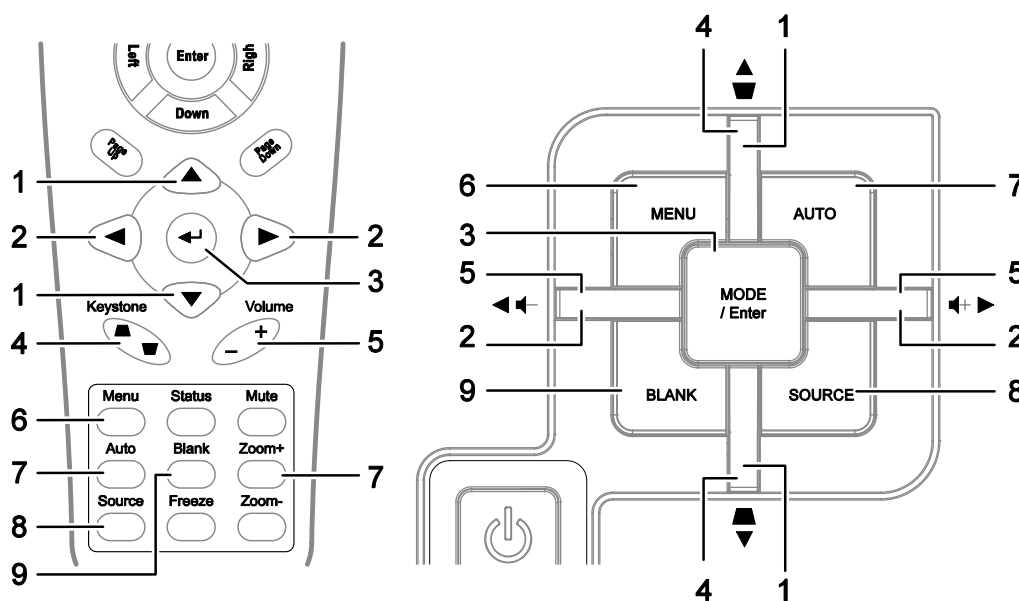 Left
Enter
Righ
Down
Page
Up
Page
Down
1
2
2
3
1
Keystone
Volume
4
+
−
5
Menu
Status
Mute
6
Auto
Blank
Zoom+
7
7
Source
Freeze
Zoom-
8
9
4
1
6
7
MENU
AUTO
3
5
5
MODE
/ Enter
−
+
2
2
9
8
BLANK
SOURCE
4
1